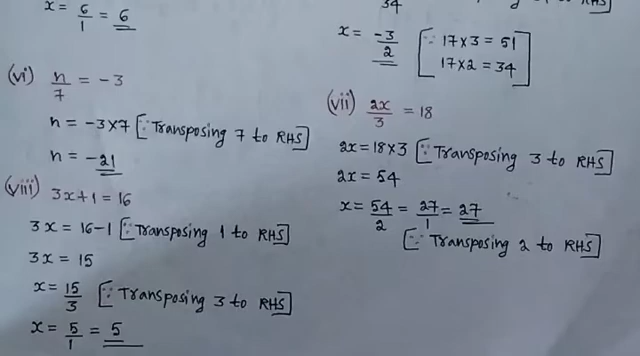 x = 6/1 = 6
34
RHS]
x = -3/2 [∵ 17×3 = 51
17×2 = 34]
(vi) n/7 = -3
n = -3×7 [∵ Transposing 7 to RHS]
n = -21
(vii) 2x/3 = 18
2x = 18×3 [∵ Transposing 3 to RHS]
2x = 54
x = 54/2 = 27/1 = 27
[∵ Transposing 2 to RHS]
(viii) 3x+1 = 16
3x = 16-1 [∵ Transposing 1 to RHS]
3x = 15
x = 15/3 [∵ Transposing 3 to RHS]
x = 5/1 = 5